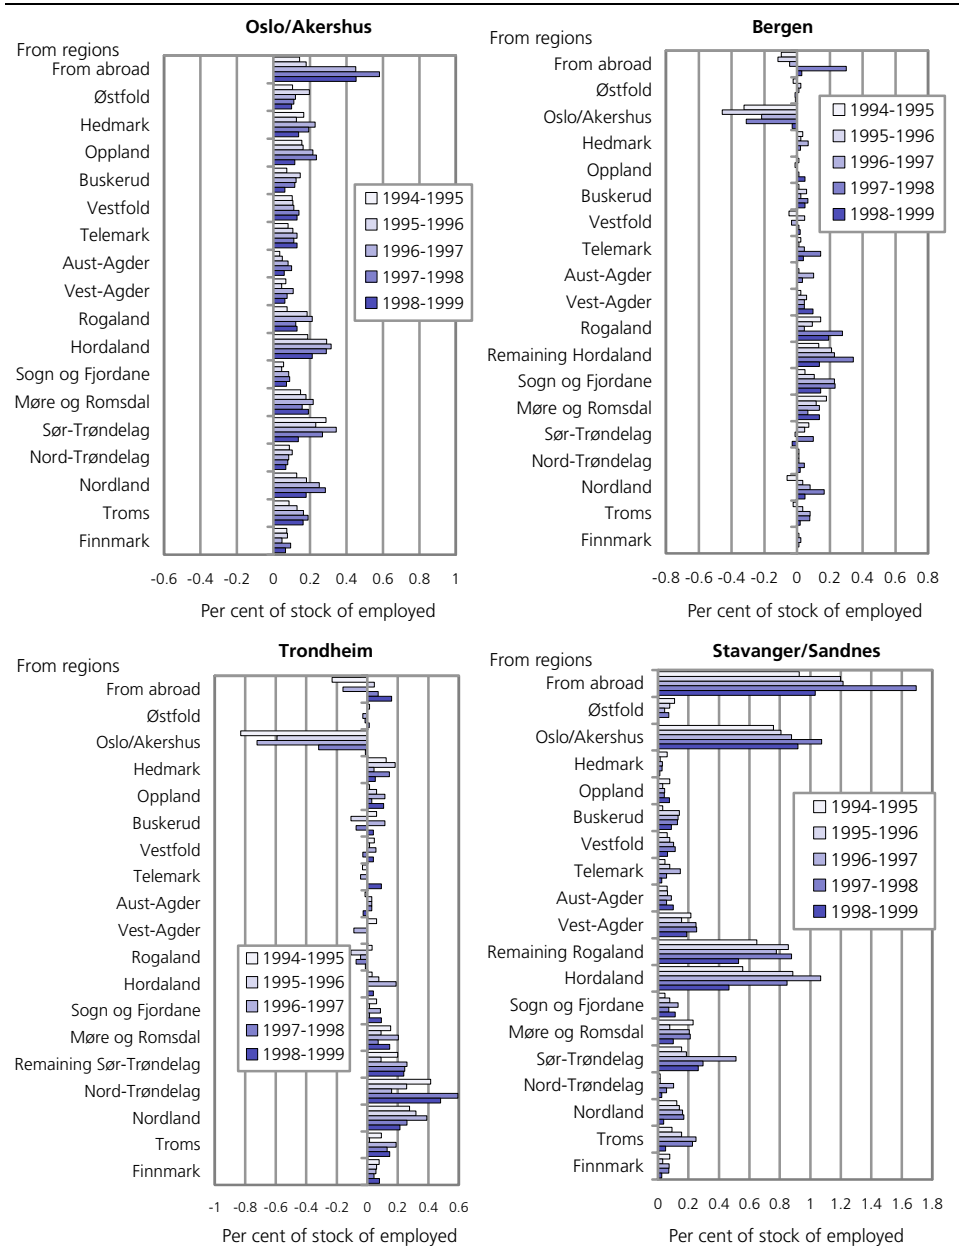 Oslo/Akershus
From regions
From abroad
Østfold
Hedmark
Oppland
Buskerud
Vestfold
Telemark
Aust-Agder
Vest-Agder
Rogaland
Hordaland
Sogn og Fjordane
Møre og Romsdal
Sør-Trøndelag
Nord-Trøndelag
Nordland
Troms
Finnmark
1994-1995
1995-1996
1996-1997
1997-1998
1998-1999
-0.6 -0.4 -0.2 0 0.2 0.4 0.6 0.8 1
Per cent of stock of employed
Bergen
From regions
From abroad
Østfold
Oslo/Akershus
Hedmark
Oppland
Buskerud
Vestfold
Telemark
Aust-Agder
Vest-Agder
Rogaland
Remaining Hordaland
Sogn og Fjordane
Møre og Romsdal
Sør-Trøndelag
Nord-Trøndelag
Nordland
Troms
Finnmark
1994-1995
1995-1996
1996-1997
1997-1998
1998-1999
-0.8 -0.6 -0.4 -0.2 0 0.2 0.4 0.6 0.8
Per cent of stock of employed
Trondheim
From regions
From abroad
Østfold
Oslo/Akershus
Hedmark
Oppland
Buskerud
Vestfold
Telemark
Aust-Agder
Vest-Agder
Rogaland
Hordaland
Sogn og Fjordane
Møre og Romsdal
Remaining Sør-Trøndelag
Nord-Trøndelag
Nordland
Troms
Finnmark
1994-1995
1995-1996
1996-1997
1997-1998
1998-1999
-1 -0.8 -0.6 -0.4 -0.2 0 0.2 0.4 0.6
Per cent of stock of employed
Stavanger/Sandnes
From regions
From abroad
Østfold
Oslo/Akershus
Hedmark
Oppland
Buskerud
Vestfold
Telemark
Aust-Agder
Vest-Agder
Remaining Rogaland
Hordaland
Sogn og Fjordane
Møre og Romsdal
Sør-Trøndelag
Nord-Trøndelag
Nordland
Troms
Finnmark
1994-1995
1995-1996
1996-1997
1997-1998
1998-1999
0 0.2 0.4 0.6 0.8 1 1.2 1.4 1.6 1.8
Per cent of stock of employed